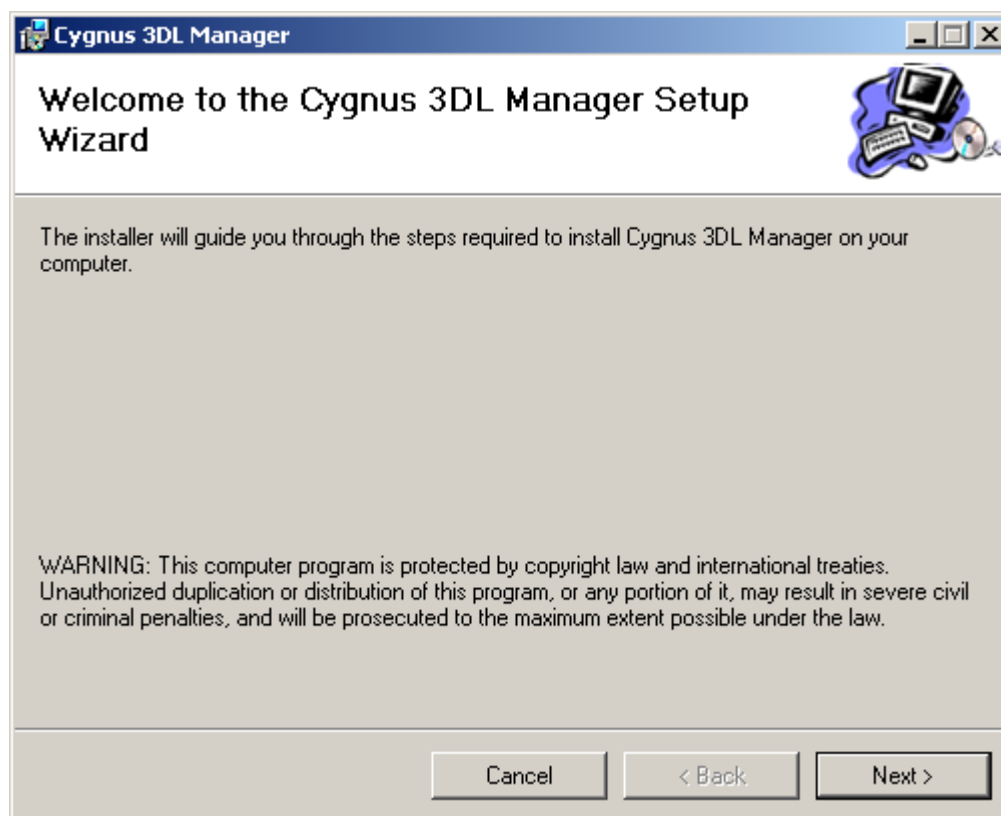 Cygnus 3DL Manager
Welcome to the Cygnus 3DL Manager Setup
Wizard
The installer will guide you through the steps required to install Cygnus 3DL Manager on your
computer.
WARNING: This computer program is protected by copyright law and international treaties.
Unauthorized duplication or distribution of this program, or any portion of it, may result in severe civil
or criminal penalties, and will be prosecuted to the maximum extent possible under the law.
Cancel < Back Next >